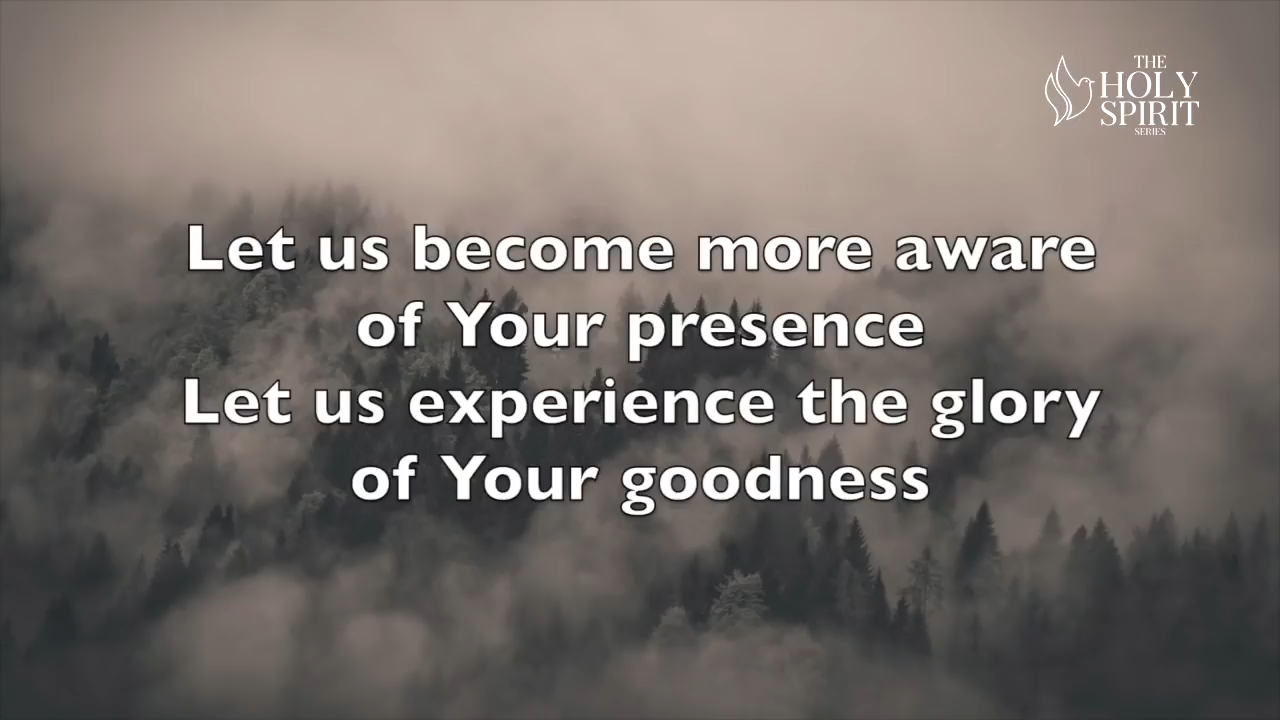 THE
HOLY
SPIRIT
SERIES
Let us become more aware
of Your presence
Let us experience the glory
of Your goodness